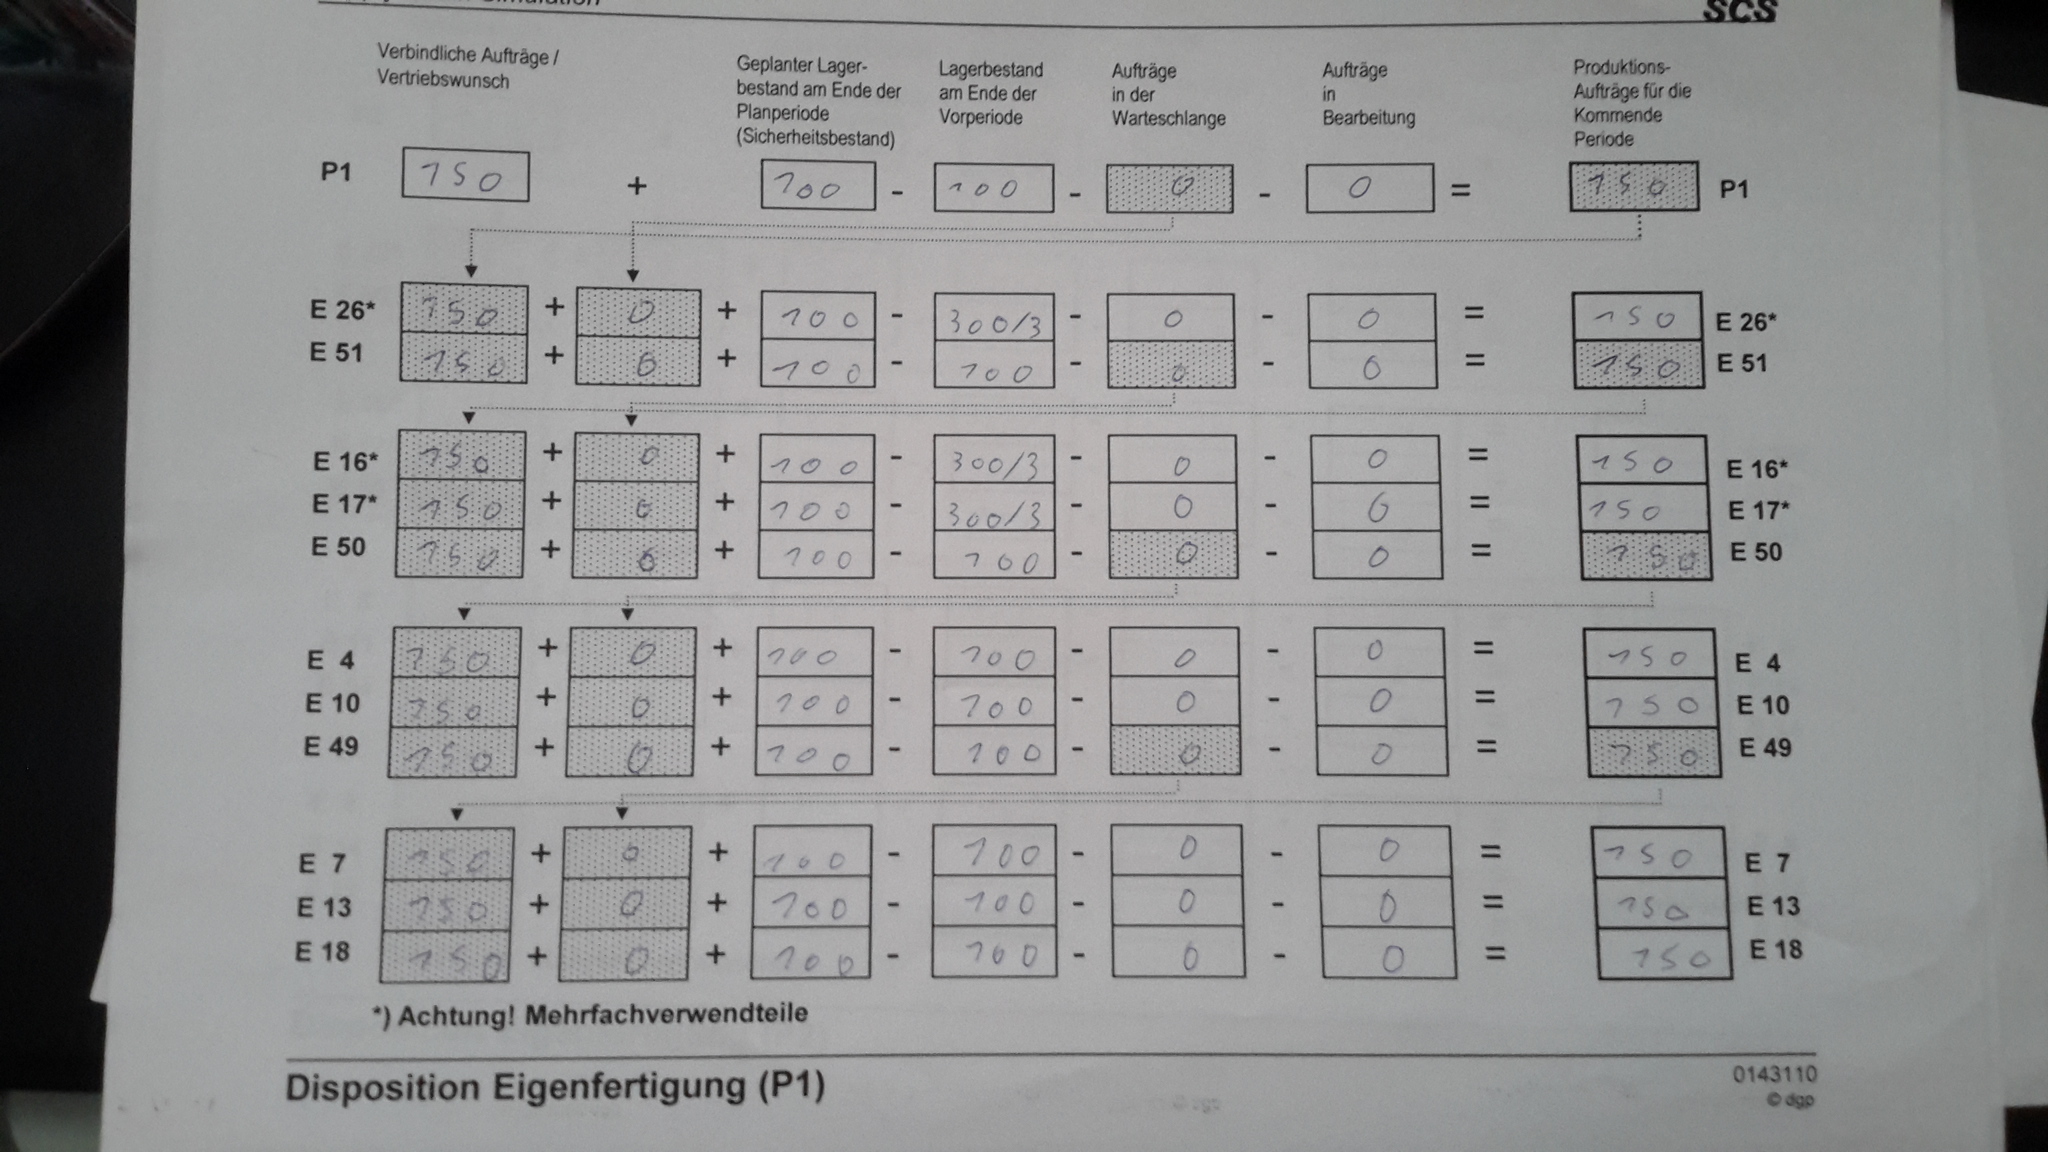 SCS
Verbindliche Aufträge /
Vertriebswunsch
Geplanter Lager-
bestand am Ende der
Planperiode
(Sicherheitsbestand)
Lagerbestand
am Ende der
Vorperiode
Aufträge
in der
Warteschlange
Aufträge
in
Bearbeitung
Produktions-
Aufträge für die
Kommende
Periode
P1 150 + 100 - 100 - 0 - 0 = 150 P1
E 26* 150 + 0 + 100 - 300/3 - 0 - 0 = 150 E 26*
E 51 150 + 0 + 100 - 100 - 0 - 0 = 150 E 51
E 16* 150 + 0 + 100 - 300/3 - 0 - 0 = 150 E 16*
E 17* 150 + 0 + 100 - 300/3 - 0 - 0 = 150 E 17*
E 50 150 + 0 + 100 - 100 - 0 - 0 = 150 E 50
E 4 150 + 0 + 100 - 100 - 0 - 0 = 150 E 4
E 10 150 + 0 + 100 - 100 - 0 - 0 = 150 E 10
E 49 150 + 0 + 100 - 100 - 0 - 0 = 150 E 49
E 7 150 + 0 + 100 - 100 - 0 - 0 = 150 E 7
E 13 150 + 0 + 100 - 100 - 0 - 0 = 150 E 13
E 18 150 + 0 + 100 - 100 - 0 - 0 = 150 E 18
*) Achtung! Mehrfachverwendteile
Disposition Eigenfertigung (P1)
0143110
© dgp